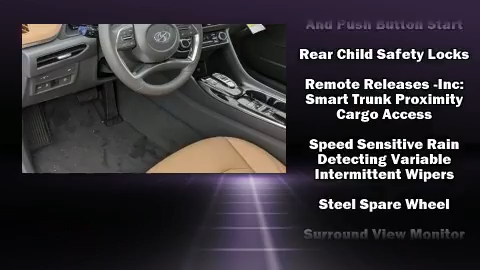 And Push Button Start
Rear Child Safety Locks
Remote Releases -Inc:
Smart Trunk Proximity
Cargo Access
Speed Sensitive Rain
Detecting Variable
Intermittent Wipers
Steel Spare Wheel
Surround View Monitor